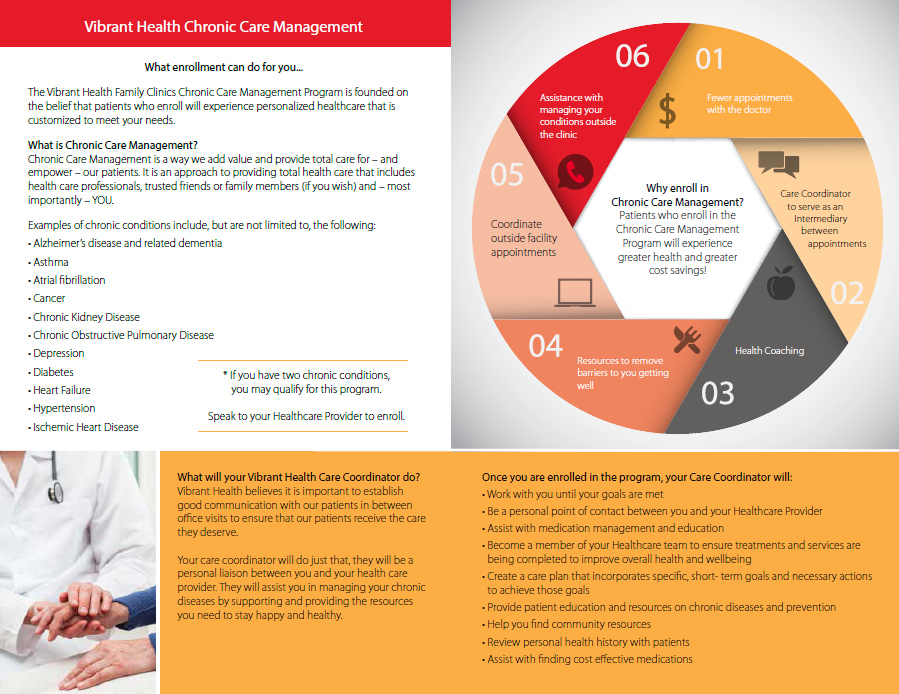 Vibrant Health Chronic Care Management
What enrollment can do for you...
The Vibrant Health Family Clinics Chronic Care Management Program is founded on
the belief that patients who enroll will experience personalized healthcare that is
customized to meet your needs.
What is Chronic Care Management?
Chronic Care Management is a way we add value and provide total care for – and
empower – our patients. It is an approach to providing total health care that includes
health care professionals, trusted friends or family members (if you wish) and – most
importantly – YOU.
Examples of chronic conditions include, but are not limited to, the following:
• Alzheimer's disease and related dementia
• Asthma
• Atrial fibrillation
• Cancer
• Chronic Kidney Disease
• Chronic Obstructive Pulmonary Disease
• Depression
• Diabetes
• Heart Failure
• Hypertension
• Ischemic Heart Disease
* If you have two chronic conditions,
you may qualify for this program.
Speak to your Healthcare Provider to enroll.
01
$
Fewer appointments
with the doctor
Care Coordinator
to serve as an
Intermediary
between
appointments
02
Health Coaching
03
04
Resources to remove
barriers to you getting
well
05
Coordinate
outside facility
appointments
06
Assistance with
managing your
conditions outside
the clinic
Why enroll in
Chronic Care Management?
Patients who enroll in the
Chronic Care Management
Program will experience
greater health and greater
cost savings!
What will your Vibrant Health Care Coordinator do?
Vibrant Health believes it is important to establish
good communication with our patients in between
office visits to ensure that our patients receive the care
they deserve.
Your care coordinator will do just that, they will be a
personal liaison between you and your health care
provider. They will assist you in managing your chronic
diseases by supporting and providing the resources
you need to stay happy and healthy.
Once you are enrolled in the program, your Care Coordinator will:
• Work with you until your goals are met
• Be a personal point of contact between you and your Healthcare Provider
• Assist with medication management and education
• Become a member of your Healthcare team to ensure treatments and services are
being completed to improve overall health and wellbeing
• Create a care plan that incorporates specific, short- term goals and necessary actions
to achieve those goals
• Provide patient education and resources on chronic diseases and prevention
• Help you find community resources
• Review personal health history with patients
• Assist with finding cost effective medications